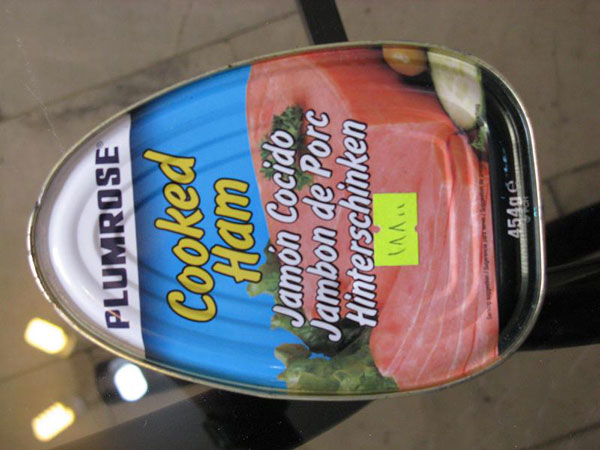 PLUMROSE
Cooked
Ham
Jamón Cocido
Jambon de Porc
Hinterschinken
454g e